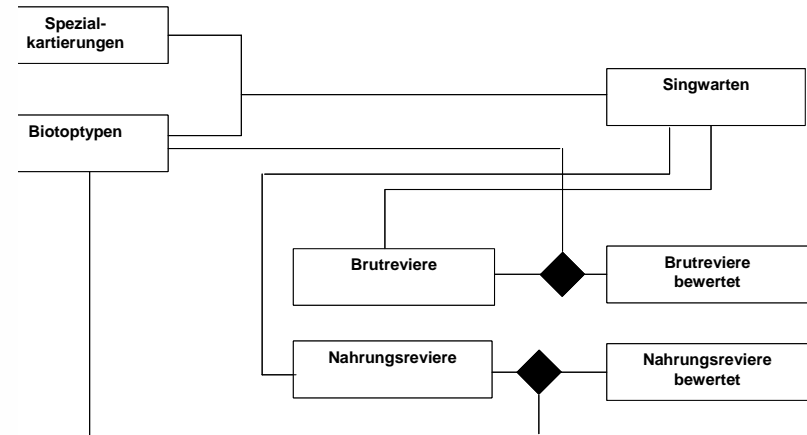 Spezial-
kartierungen
Singwarten
Biotoptypen
Brutreviere
Brutreviere
bewertet
Nahrungsreviere
Nahrungsreviere
bewertet